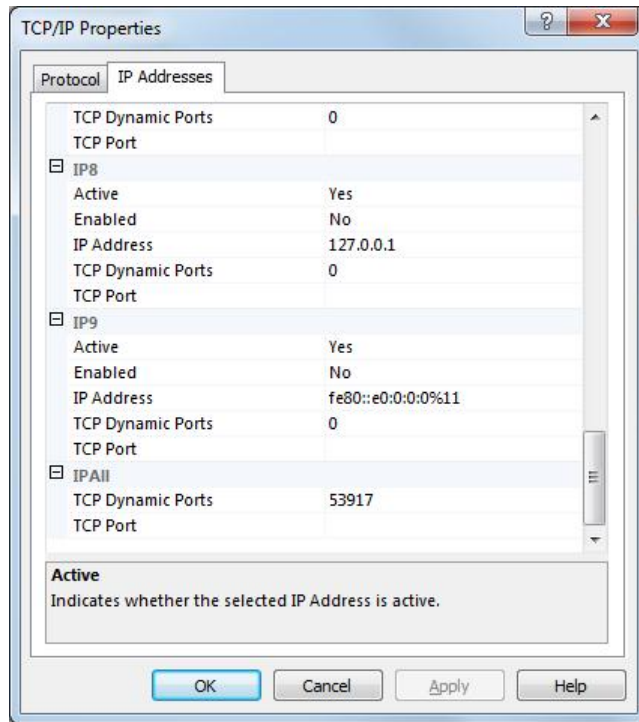 TCP/IP Properties
Protocol IP Addresses
TCP Dynamic Ports 0
TCP Port
IP8
Active Yes
Enabled No
IP Address 127.0.0.1
TCP Dynamic Ports 0
TCP Port
IP9
Active Yes
Enabled No
IP Address fe80::e0:0:0:0%11
TCP Dynamic Ports 0
TCP Port
IPAll
TCP Dynamic Ports 53917
TCP Port
Active
Indicates whether the selected IP Address is active.
OK Cancel Apply Help